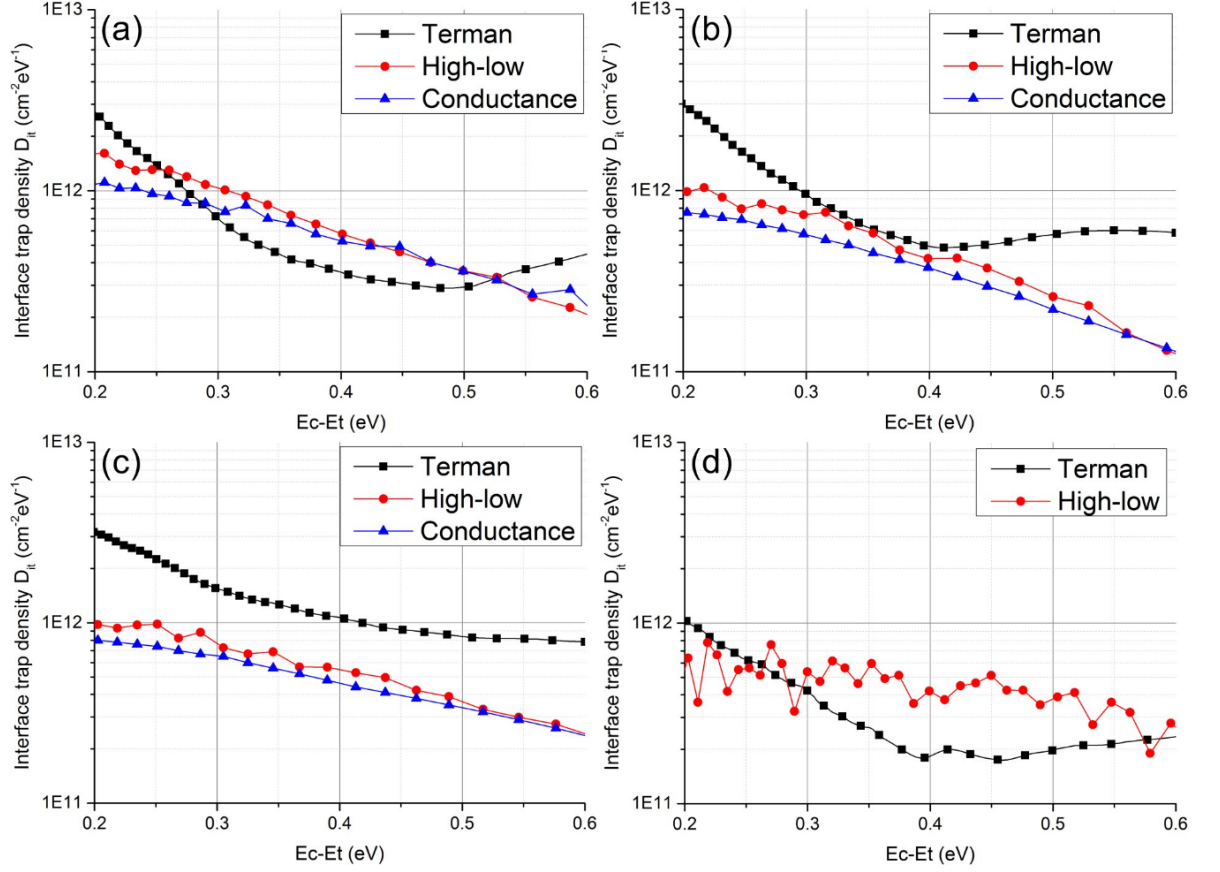 (a)
Terman
High-low
Conductance
Interface trap density D_it (cm⁻²eV⁻¹)
1E13
1E12
1E11
0.2 0.3 0.4 0.5 0.6
Ec-Et (eV)
(b)
Terman
High-low
Conductance
Interface trap density D_it (cm⁻²eV⁻¹)
1E13
1E12
1E11
0.2 0.3 0.4 0.5 0.6
Ec-Et (eV)
(c)
Terman
High-low
Conductance
Interface trap density D_it (cm⁻²eV⁻¹)
1E13
1E12
1E11
0.2 0.3 0.4 0.5 0.6
Ec-Et (eV)
(d)
Terman
High-low
Interface trap density D_it (cm⁻²eV⁻¹)
1E13
1E12
1E11
0.2 0.3 0.4 0.5 0.6
Ec-Et (eV)